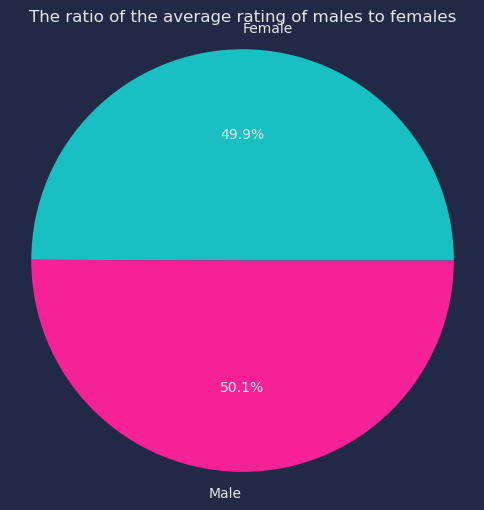 The ratio of the average rating of males to females
Female
49.9%
50.1%
Male